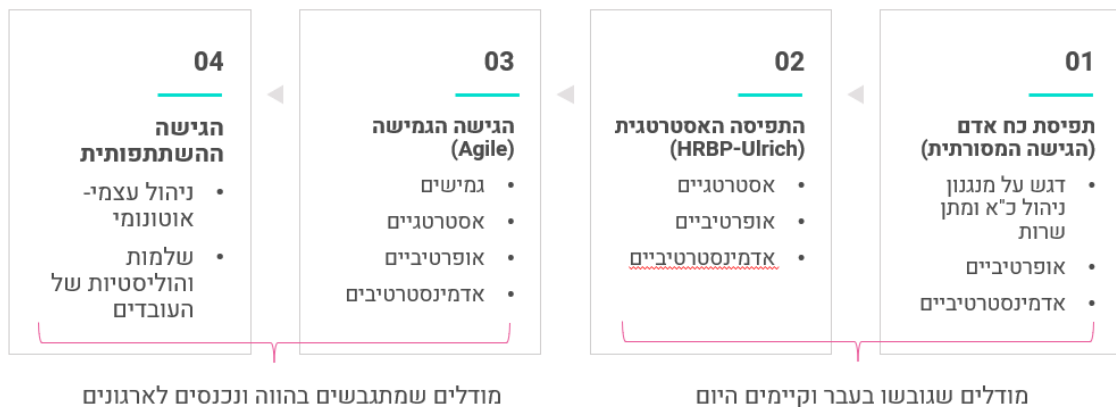 01
תפיסת כח אדם
(הגישה המסורתית)
• דגש על מנגנון
ניהול כ"א ומתן
שרות
• אופרטיביים
• אדמינסטרטיביים
02
התפיסה האסטרטגית
(HRBP-Ulrich)
• אסטרטגיים
• אופרטיביים
• אדמינסטרטיביים
03
הגישה הגמישה
(Agile)
• גמישים
• אסטרטגיים
• אופרטיביים
• אדמינסטרטיבים
04
הגישה
ההשתתפותית
• ניהול עצמי-
אוטונומי
• שלמות
והוליסטיות של
העובדים
מודלים שגובשו בעבר וקיימים היום
מודלים שמתגבשים בהווה ונכנסים לארגונים